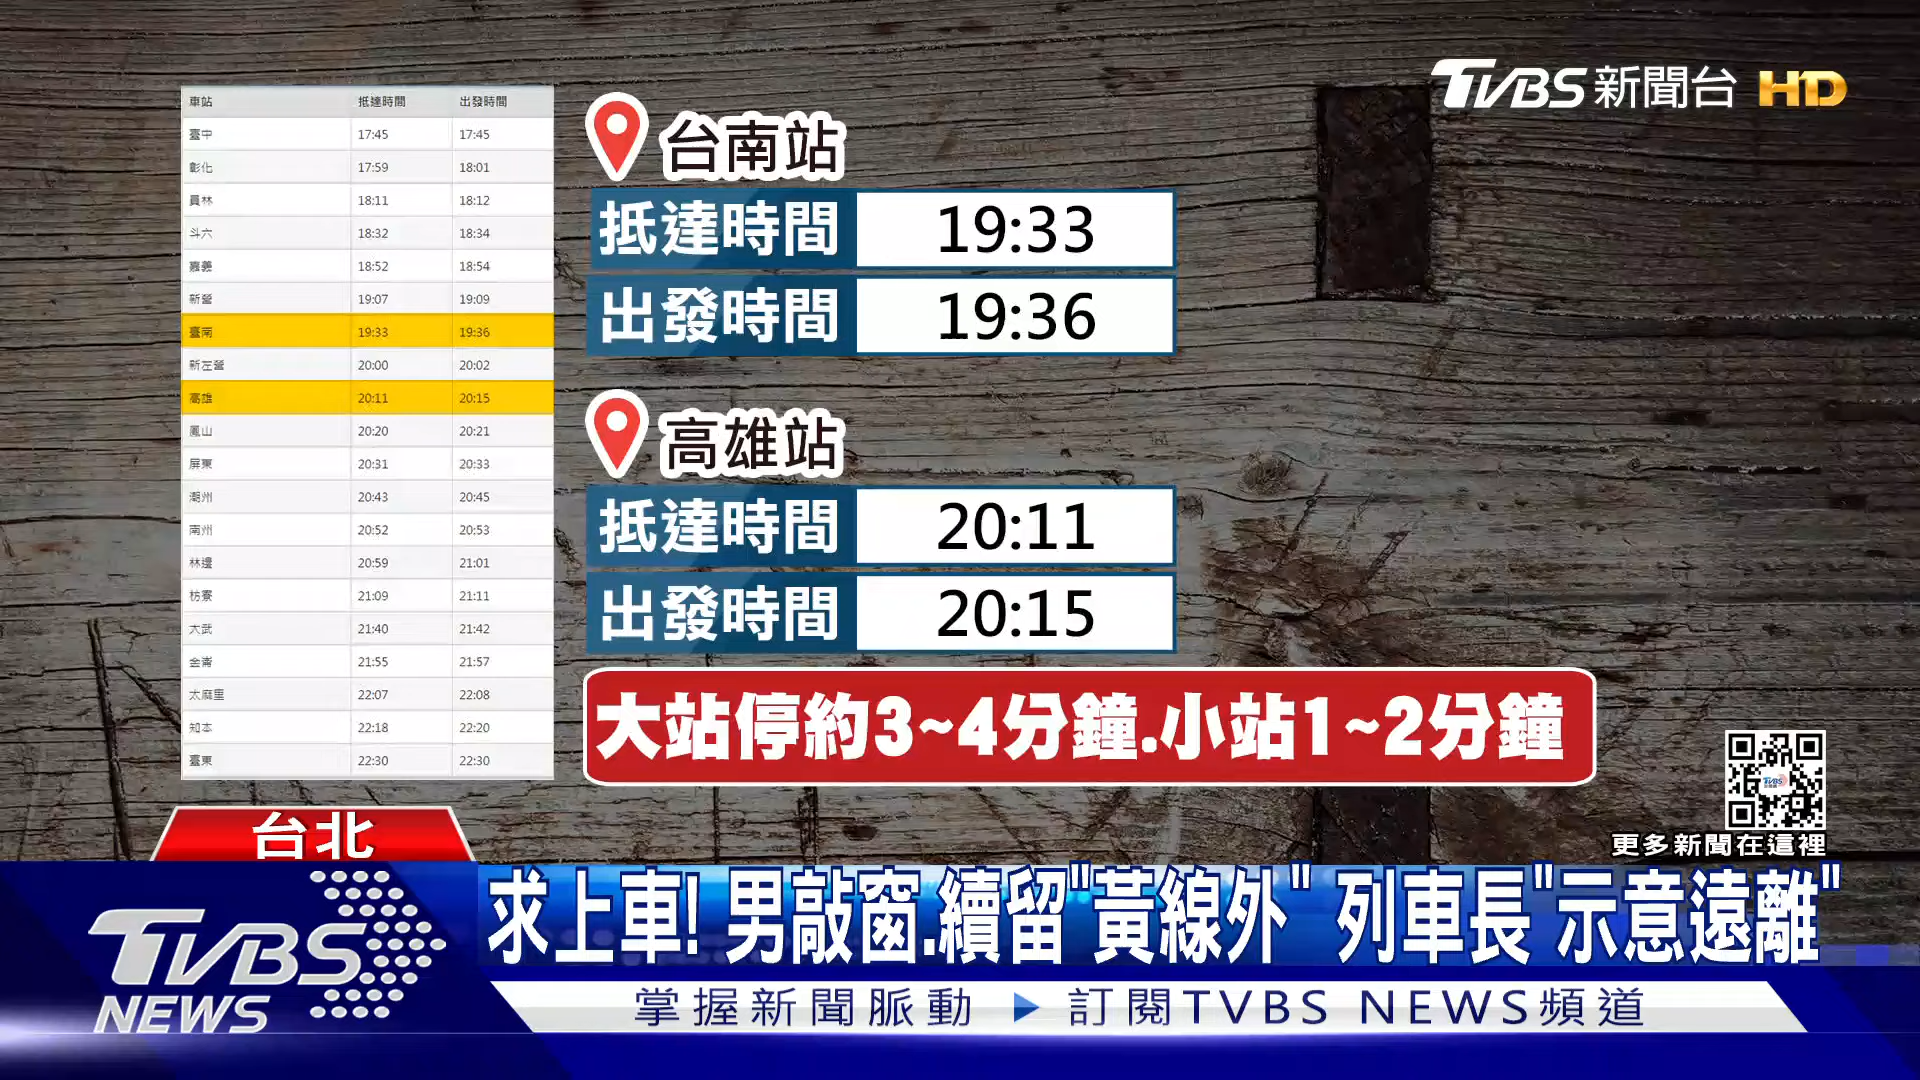 TVBS新聞台 HD
車站 抵達時間 出發時間
臺中 17:45 17:45
彰化 17:59 18:01
員林 18:11 18:12
斗六 18:32 18:34
嘉義 18:52 18:54
新營 19:07 19:09
臺南 19:33 19:36
新左營 20:00 20:02
高雄 20:11 20:15
鳳山 20:20 20:21
屏東 20:31 20:33
潮州 20:43 20:45
南州 20:52 20:53
林邊 20:59 21:01
枋寮 21:09 21:11
大武 21:40 21:42
金崙 21:55 21:57
太麻里 22:07 22:08
知本 22:18 22:20
臺東 22:30 22:30
台南站
抵達時間 19:33
出發時間 19:36
高雄站
抵達時間 20:11
出發時間 20:15
大站停約3~4分鐘.小站1~2分鐘
TVBS
更多新聞在這裡
台北
求上車! 男敲窗.續留"黃線外" 列車長"示意遠離"
TVBS
NEWS
掌握新聞脈動 ▶ 訂閱TVBS NEWS頻道